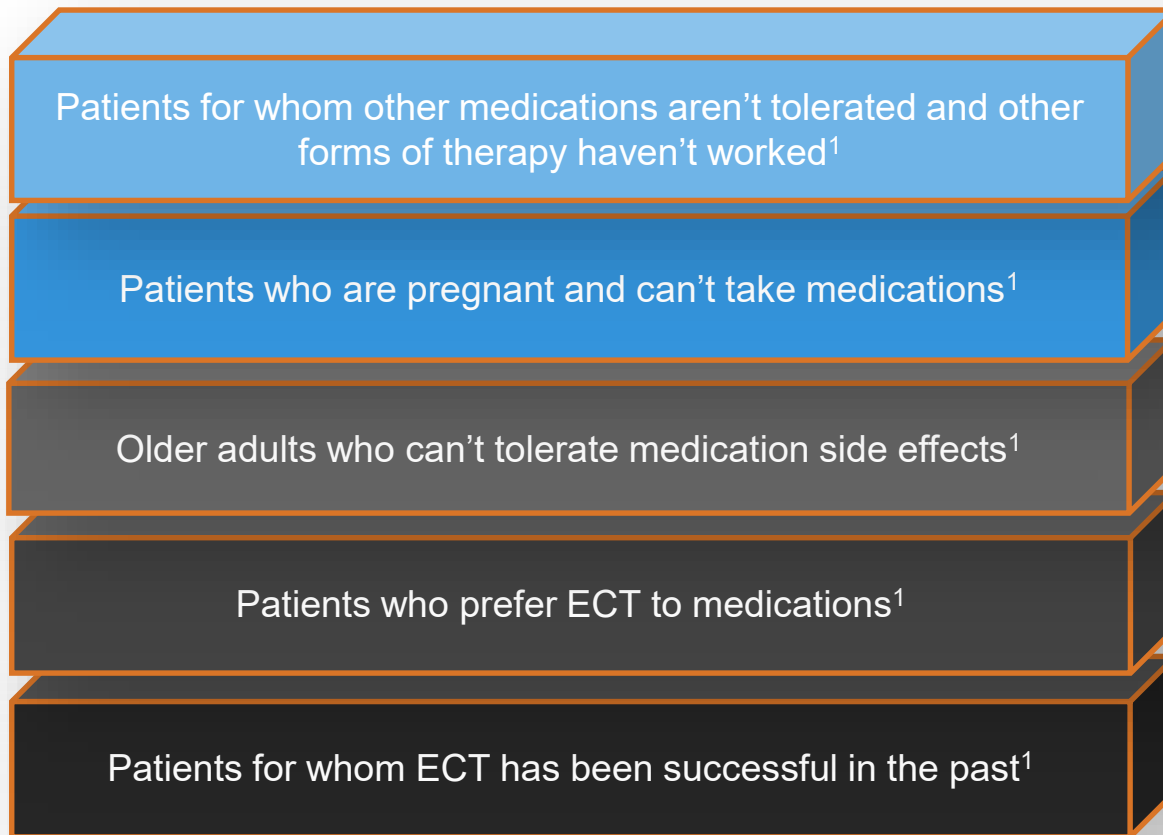 Patients for whom other medications aren’t tolerated and other
forms of therapy haven’t worked¹
Patients who are pregnant and can’t take medications¹
Older adults who can’t tolerate medication side effects¹
Patients who prefer ECT to medications¹
Patients for whom ECT has been successful in the past¹